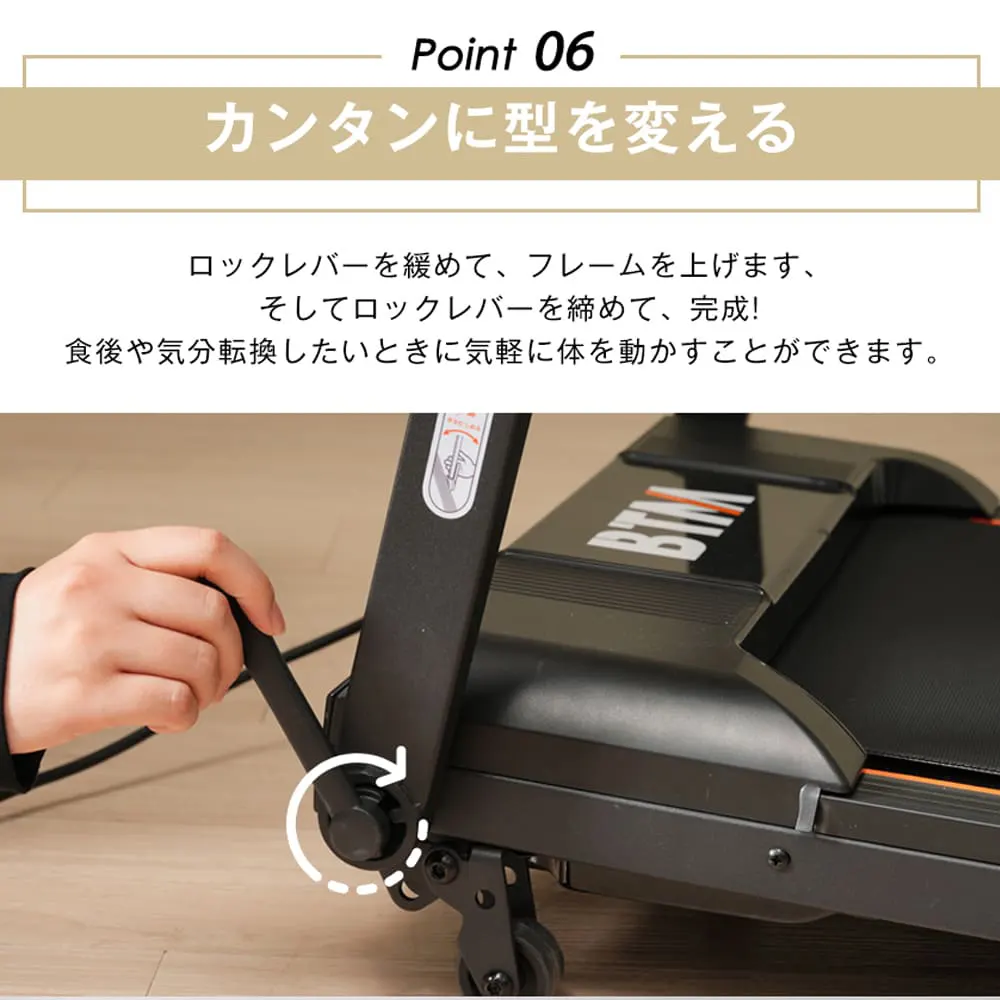 Point 06
カンタンに型を変える
ロックレバーを緩めて、フレームを上げます、
そしてロックレバーを締めて、完成!
食後や気分転換したいときに気軽に体を動かすことができます。
BTM